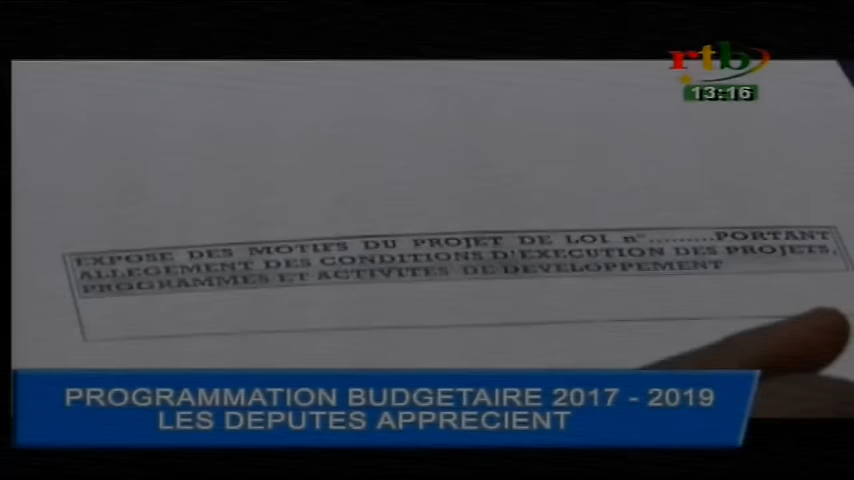 rtb
13:16
EXPOSE DES MOTIFS DU PROJET DE LOI n°.........PORTANT
ALLEGEMENT DES CONDITIONS D'EXECUTION DES PROJETS,
PROGRAMMES ET ACTIVITES DE DEVELOPPEMENT
PROGRAMMATION BUDGETAIRE 2017 - 2019
LES DEPUTES APPRECIENT